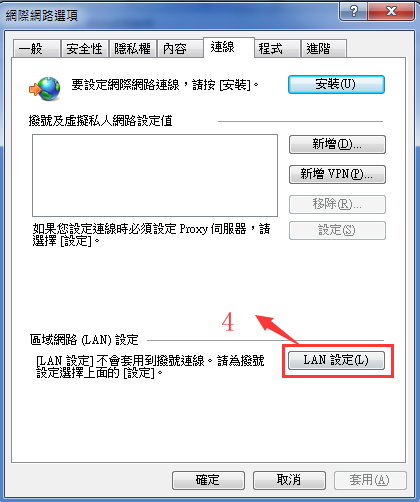 網際網路選項
一般 安全性 隱私權 內容 連線 程式 進階
要設定網際網路連線，請按 [安裝]。
安裝(U)
撥號及虛擬私人網路設定值
新增(D)...
新增 VPN(P)...
移除(R)...
設定(S)
如果您設定連線時必須設定 Proxy 伺服器，請
選擇 [設定]。
4
區域網路 (LAN) 設定
[LAN 設定] 不會套用到撥號連線。請為撥號
設定選擇上面的 [設定]。
LAN 設定(L)
確定 取消 套用(A)